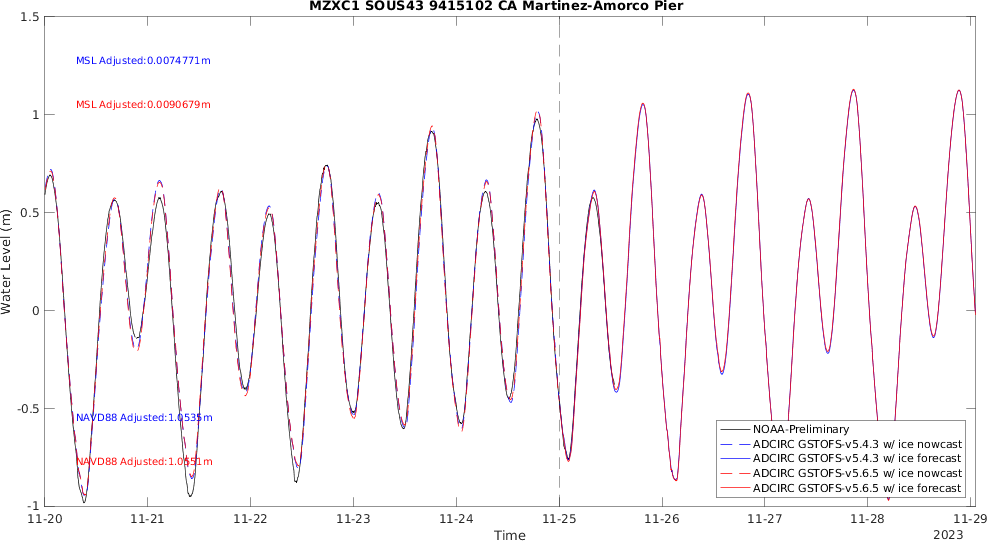 MZXC1 SOUS43 9415102 CA Martinez-Amorco Pier
1.5
1
0.5
0
-0.5
-1
Water Level (m)
MSL Adjusted:0.0074771m
MSL Adjusted:0.0090679m
NAVD88 Adjusted:1.0535m
NAVD88 Adjusted:1.0551m
NOAA-Preliminary
ADCIRC GSTOFS-v5.4.3 w/ ice nowcast
ADCIRC GSTOFS-v5.4.3 w/ ice forecast
ADCIRC GSTOFS-v5.6.5 w/ ice nowcast
ADCIRC GSTOFS-v5.6.5 w/ ice forecast
11-20 11-21 11-22 11-23 11-24 11-25 11-26 11-27 11-28 11-29
Time
2023